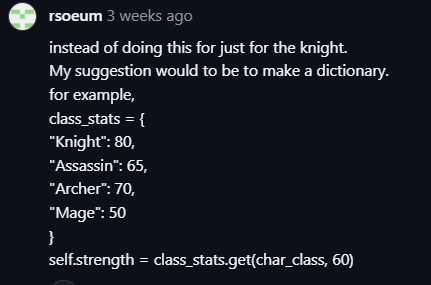 rsoeum 3 weeks ago
instead of doing this for just for the knight.
My suggestion would to be to make a dictionary.
for example,
class_stats = {
"Knight": 80,
"Assassin": 65,
"Archer": 70,
"Mage": 50
}
self.strength = class_stats.get(char_class, 60)